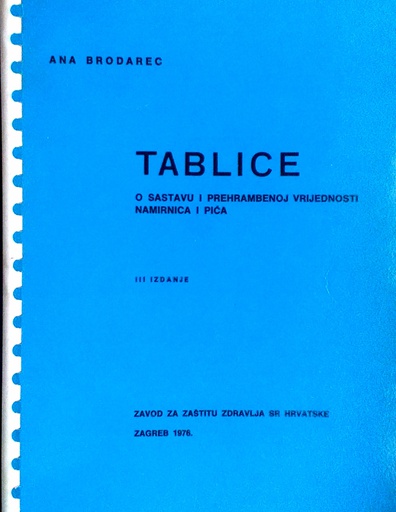 ANA BRODAREC
TABLICE
O SASTAVU I PREHRAMBENOJ VRIJEDNOSTI
NAMIRNICA I PIĆA
III IZDANJE
ZAVOD ZA ZAŠTITU ZDRAVLJA SR HRVATSKE
ZAGREB 1976.